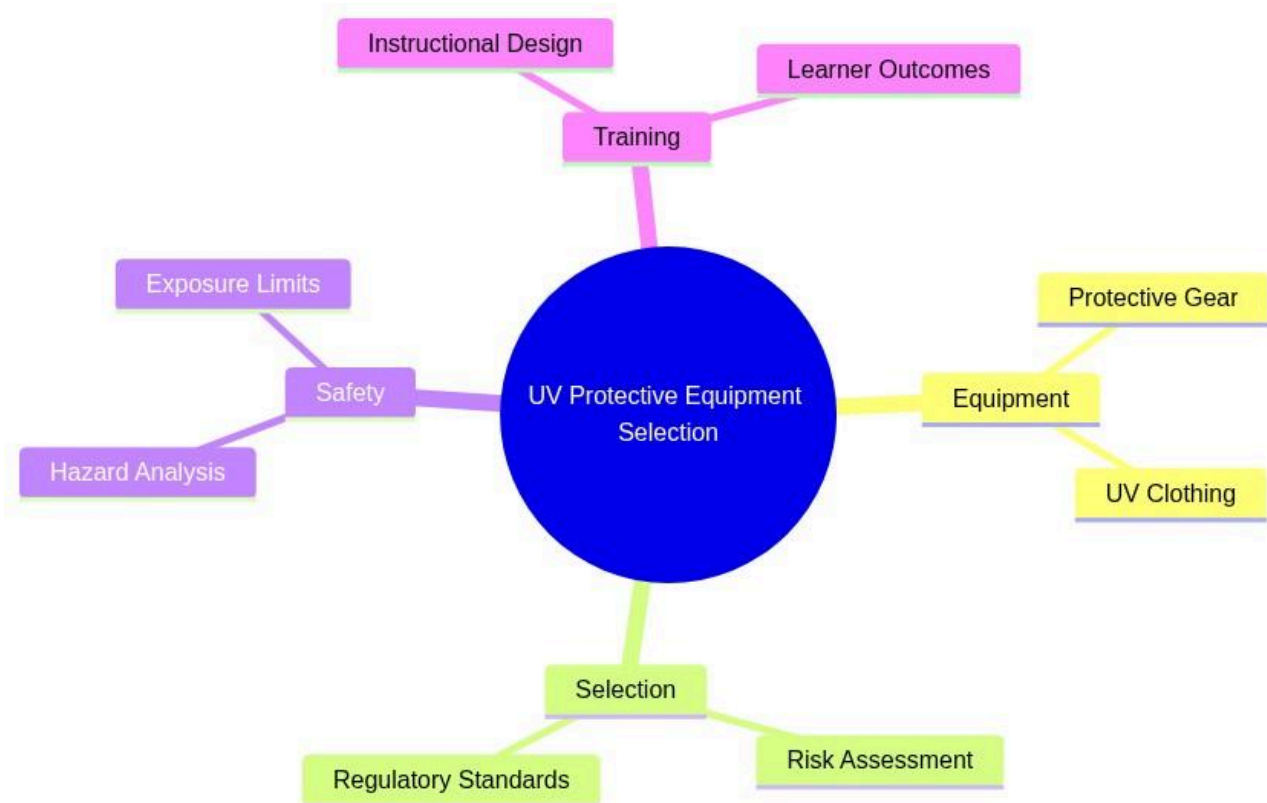 Instructional Design
Learner Outcomes
Training
Exposure Limits
Protective Gear
Safety
UV Protective Equipment
Selection
Equipment
Hazard Analysis
UV Clothing
Selection
Regulatory Standards
Risk Assessment